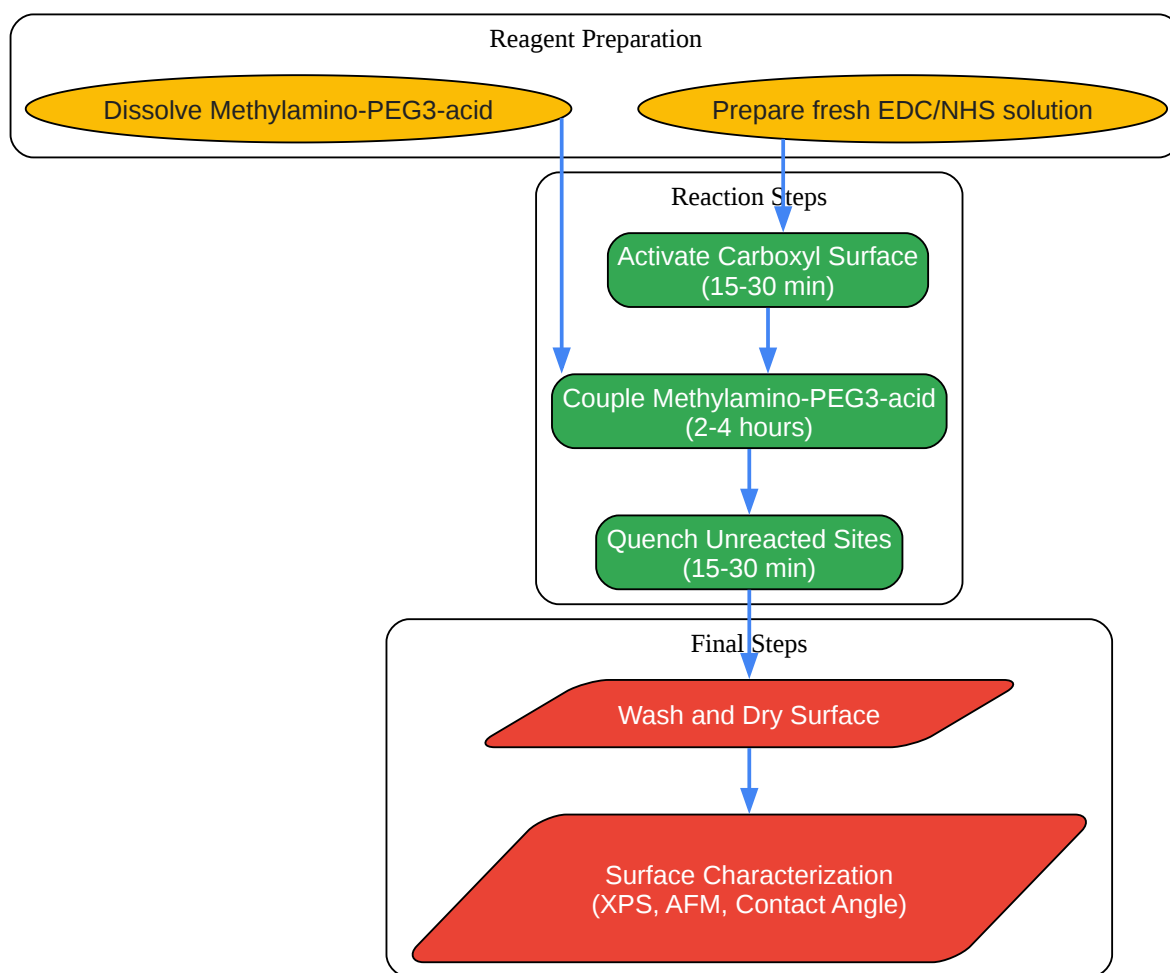 Reagent Preparation
Dissolve Methylamino-PEG3-acid
Prepare fresh EDC/NHS solution
Reaction Steps
Activate Carboxyl Surface
(15-30 min)
Couple Methylamino-PEG3-acid
(2-4 hours)
Quench Unreacted Sites
(15-30 min)
Final Steps
Wash and Dry Surface
Surface Characterization
(XPS, AFM, Contact Angle)